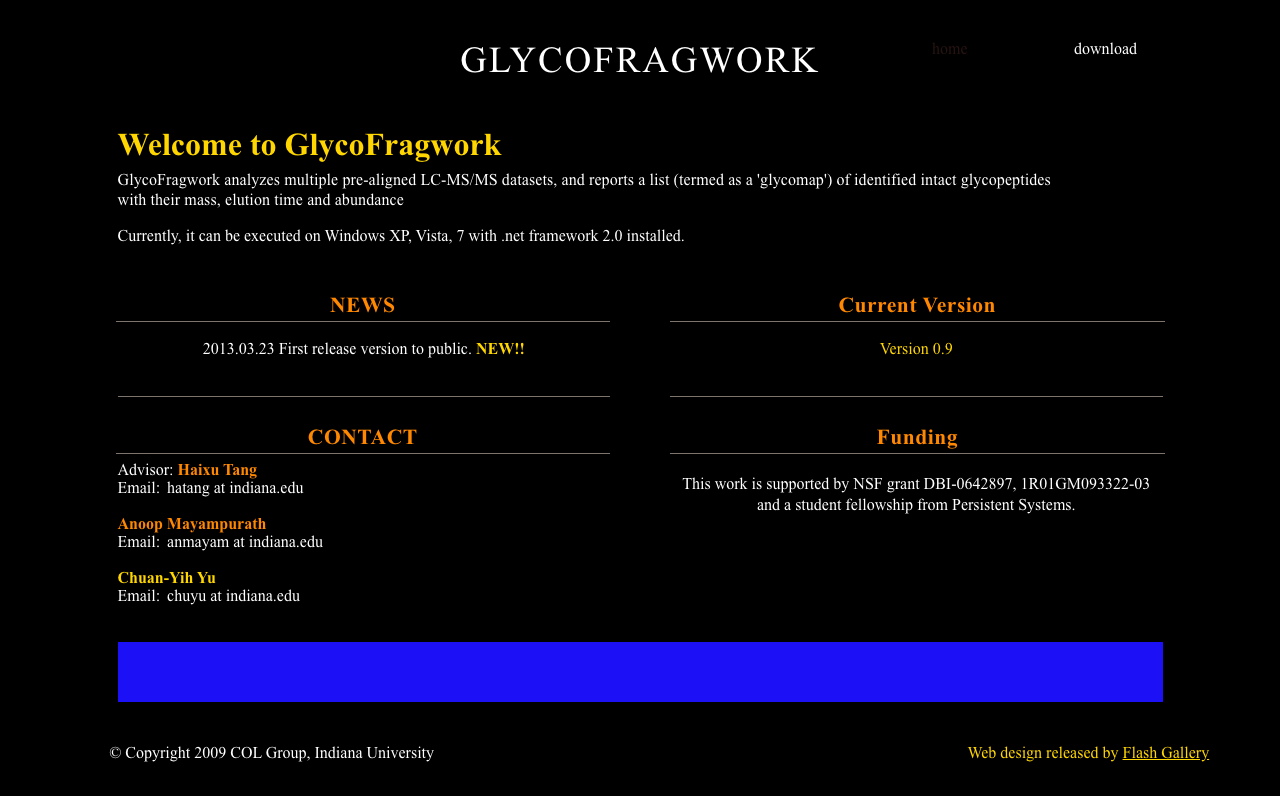 GLYCOFRAGWORK
home
download
Welcome to GlycoFragwork
GlycoFragwork analyzes multiple pre-aligned LC-MS/MS datasets, and reports a list (termed as a 'glycomap') of identified intact glycopeptides
with their mass, elution time and abundance
Currently, it can be executed on Windows XP, Vista, 7 with .net framework 2.0 installed.
NEWS
2013.03.23 First release version to public. NEW!!
Current Version
Version 0.9
CONTACT
Advisor: Haixu Tang
Email: hatang at indiana.edu
Anoop Mayampurath
Email: anmayam at indiana.edu
Chuan-Yih Yu
Email: chuyu at indiana.edu
Funding
This work is supported by NSF grant DBI-0642897, 1R01GM093322-03
and a student fellowship from Persistent Systems.
© Copyright 2009 COL Group, Indiana University
Web design released by Flash Gallery